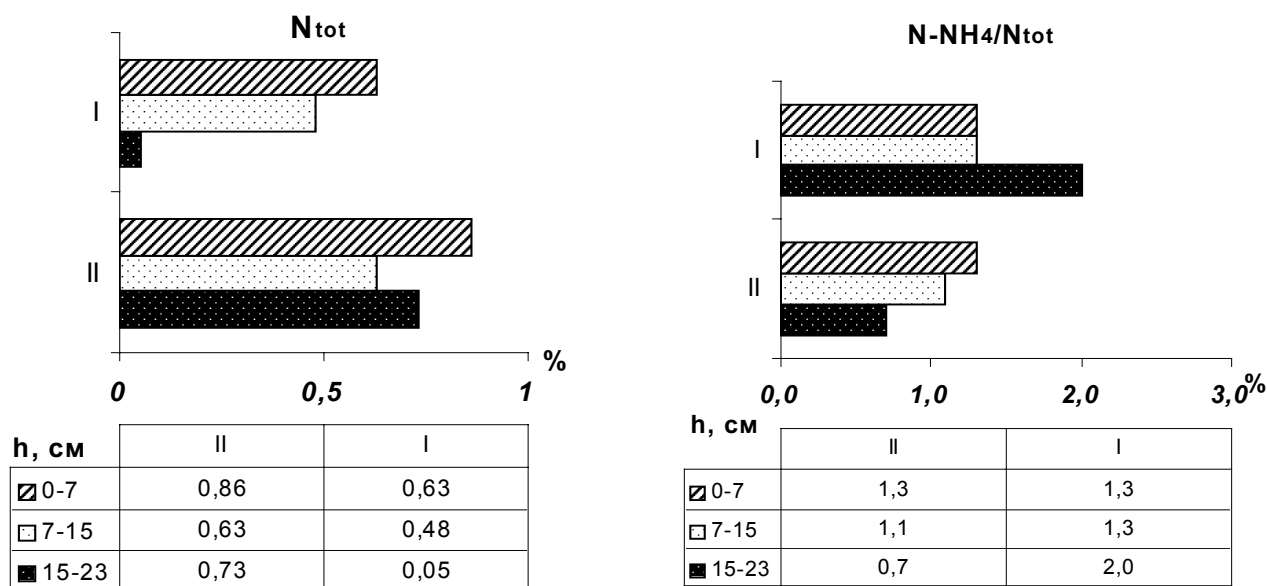 Ntot
I
II
0 0,5 1
%
h, см II I
0-7 0,86 0,63
7-15 0,63 0,48
15-23 0,73 0,05
N-NH4/Ntot
I
II
0,0 1,0 2,0 3,0%
h, см II I
0-7 1,3 1,3
7-15 1,1 1,3
15-23 0,7 2,0